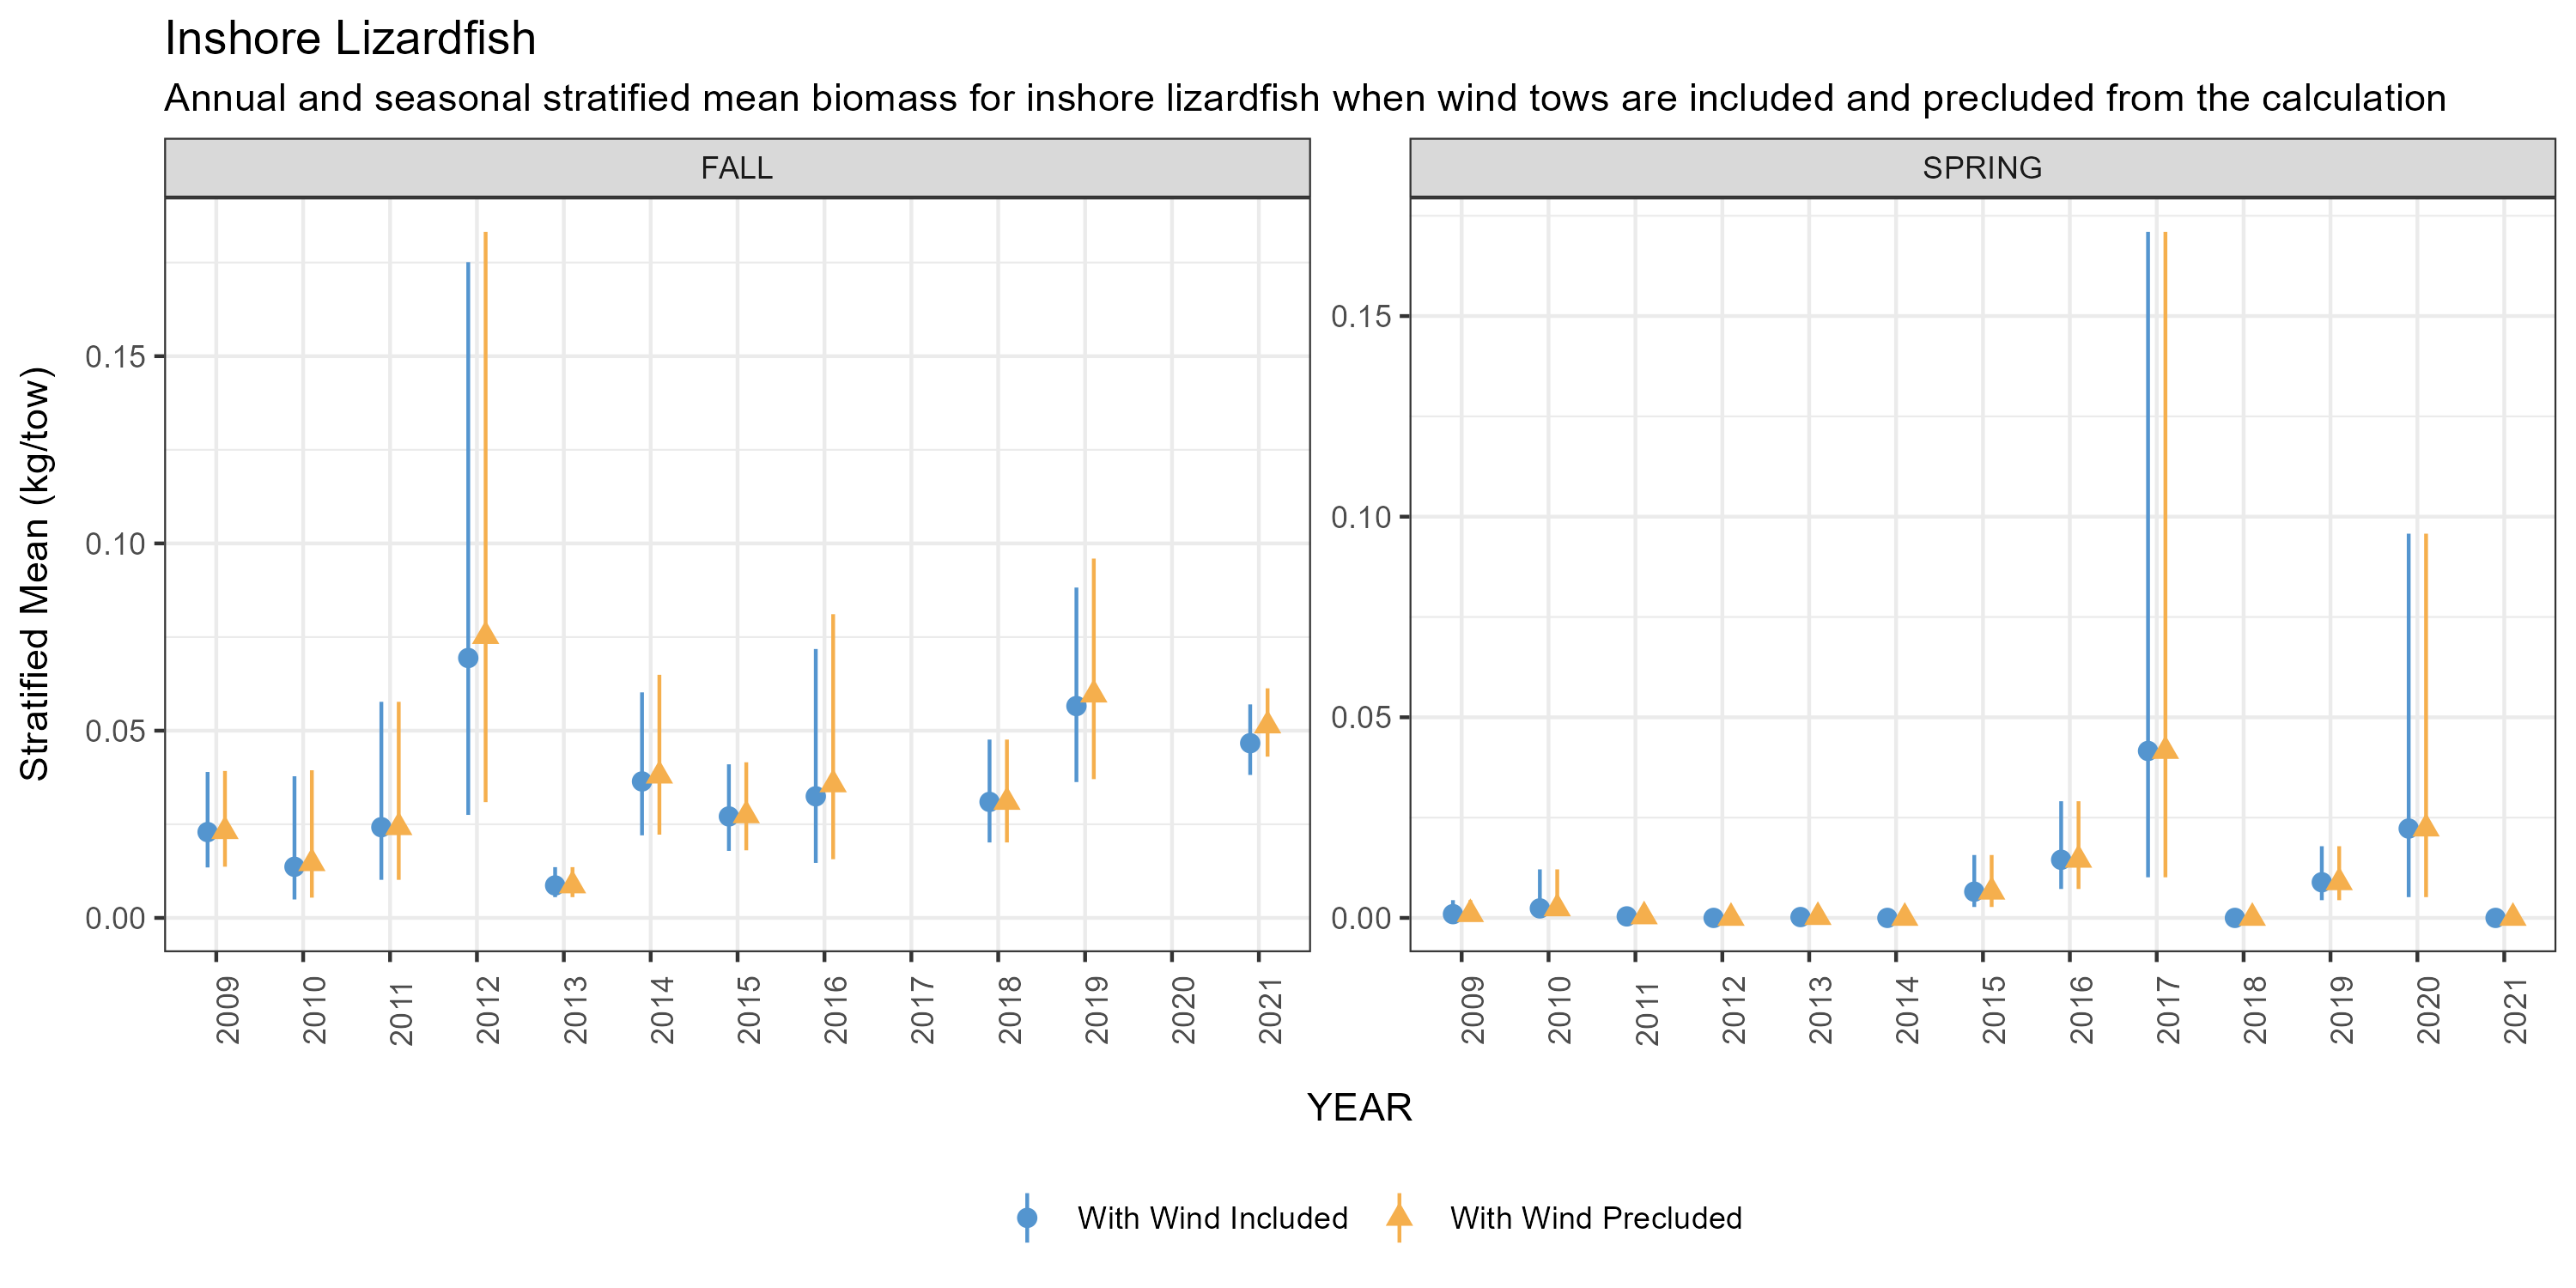 Inshore Lizardfish
Annual and seasonal stratified mean biomass for inshore lizardfish when wind tows are included and precluded from the calculation
FALL
SPRING
Stratified Mean (kg/tow)
0.15
0.10
0.05
0.00
0.15
0.10
0.05
0.00
2009 2010 2011 2012 2013 2014 2015 2016 2017 2018 2019 2020 2021
2009 2010 2011 2012 2013 2014 2015 2016 2017 2018 2019 2020 2021
YEAR
With Wind Included
With Wind Precluded